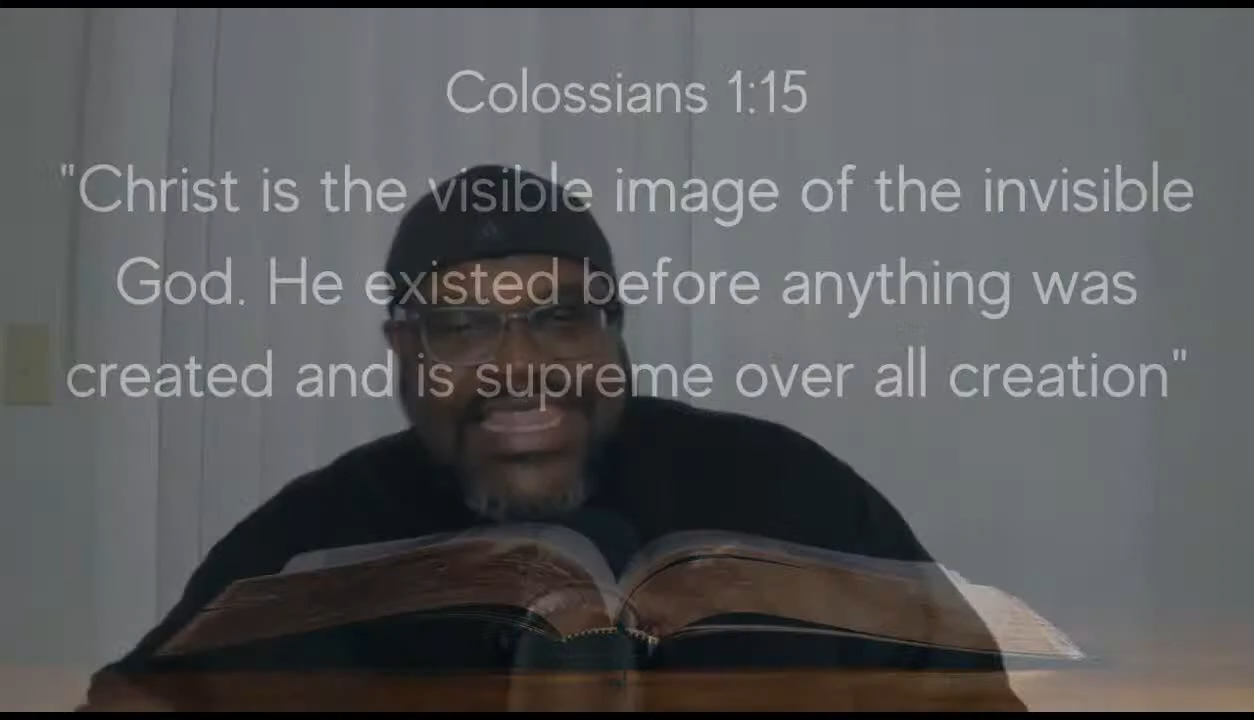 Colossians 1:15
"Christ is the visible image of the invisible
God. He existed before anything was
created and is supreme over all creation"